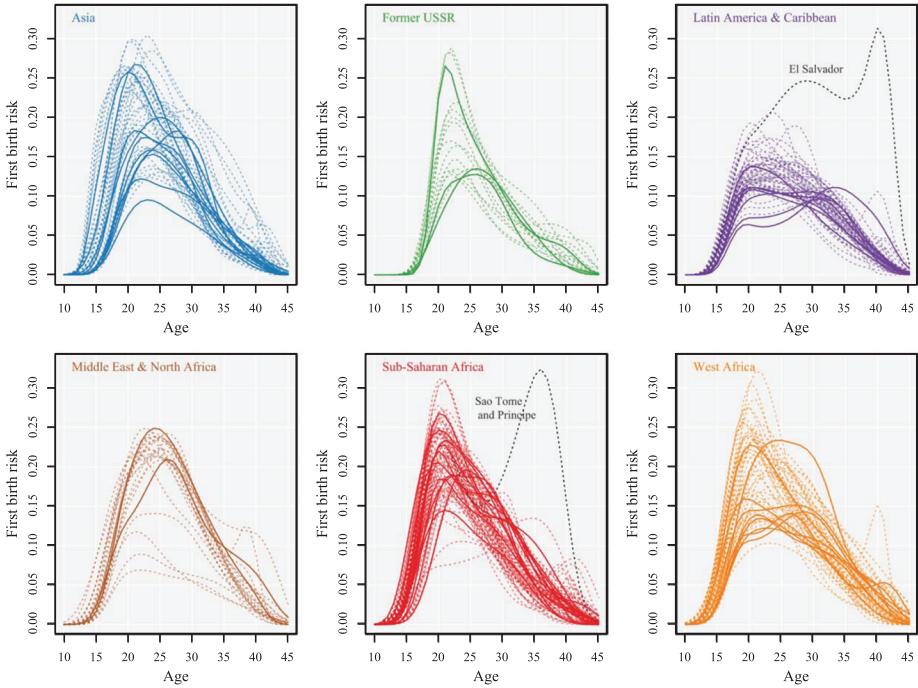 Asia
First birth risk
0.00 0.05 0.10 0.15 0.20 0.25 0.30
10 15 20 25 30 35 40 45
Age
Former USSR
First birth risk
0.00 0.05 0.10 0.15 0.20 0.25 0.30
10 15 20 25 30 35 40 45
Age
Latin America & Caribbean
El Salvador
First birth risk
0.00 0.05 0.10 0.15 0.20 0.25 0.30
10 15 20 25 30 35 40 45
Age
Middle East & North Africa
First birth risk
0.00 0.05 0.10 0.15 0.20 0.25 0.30
10 15 20 25 30 35 40 45
Age
Sub-Saharan Africa
Sao Tome
and Principe
First birth risk
0.00 0.05 0.10 0.15 0.20 0.25 0.30
10 15 20 25 30 35 40 45
Age
West Africa
First birth risk
0.00 0.05 0.10 0.15 0.20 0.25 0.30
10 15 20 25 30 35 40 45
Age